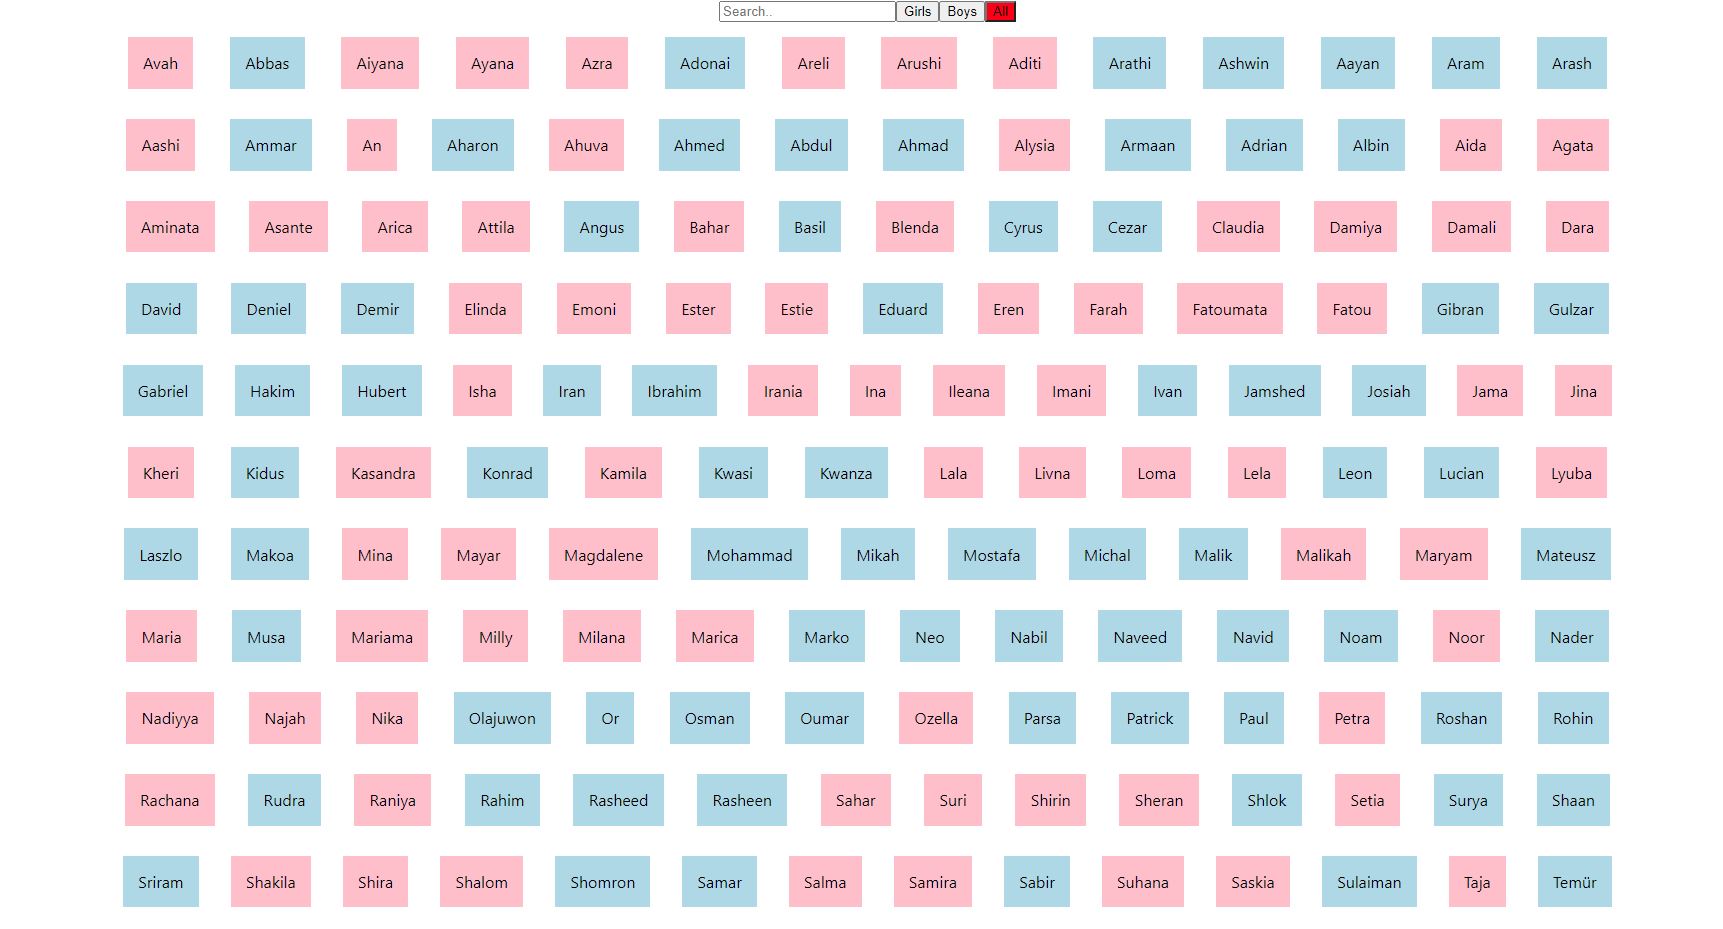 Search.. Girls Boys All
Avah Abbas Aiyana Ayana Azra Adonai Areli Arushi Aditi Arathi Ashwin Aayan Aram Arash
Aashi Ammar An Aharon Ahuva Ahmed Abdul Ahmad Alysia Armaan Adrian Albin Aida Agata
Aminata Asante Arica Attila Angus Bahar Basil Blenda Cyrus Cezar Claudia Damiya Damali Dara
David Deniel Demir Elinda Emoni Ester Estie Eduard Eren Farah Fatoumata Fatou Gibran Gulzar
Gabriel Hakim Hubert Isha Iran Ibrahim Irania Ina Ileana Imani Ivan Jamshed Josiah Jama Jina
Kheri Kidus Kasandra Konrad Kamila Kwasi Kwanza Lala Livna Loma Lela Leon Lucian Lyuba
Laszlo Makoa Mina Mayar Magdalene Mohammad Mikah Mostafa Michal Malik Malikah Maryam Mateusz
Maria Musa Mariama Milly Milana Marica Marko Neo Nabil Naveed Navid Noam Noor Nader
Nadiyya Najah Nika Olajuwon Or Osman Oumar Ozella Parsa Patrick Paul Petra Roshan Rohin
Rachana Rudra Raniya Rahim Rasheed Rasheen Sahar Suri Shirin Sheran Shlok Setia Surya Shaan
Sriram Shakila Shira Shalom Shomron Samar Salma Samira Sabir Suhana Saskia Sulaiman Taja Temür